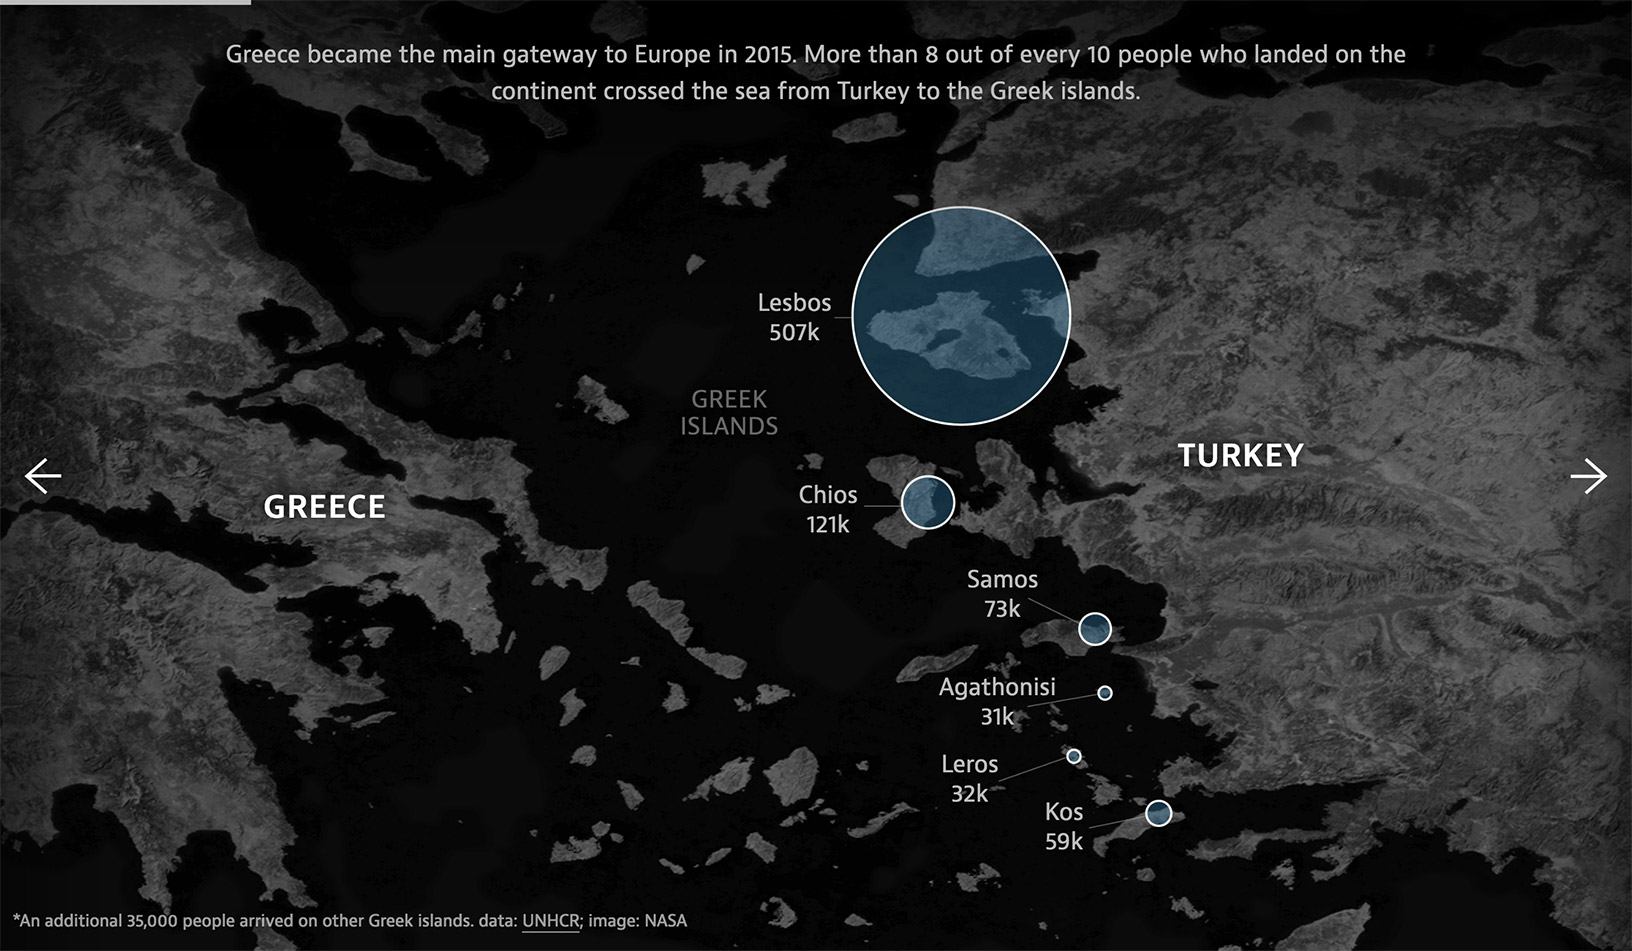 Greece became the main gateway to Europe in 2015. More than 8 out of every 10 people who landed on the
continent crossed the sea from Turkey to the Greek islands.
Lesbos
507k
GREEK
ISLANDS
TURKEY
GREECE
Chios
121k
Samos
73k
Agathonisi
31k
Leros
32k
Kos
59k
*An additional 35,000 people arrived on other Greek islands. data: UNHCR; image: NASA